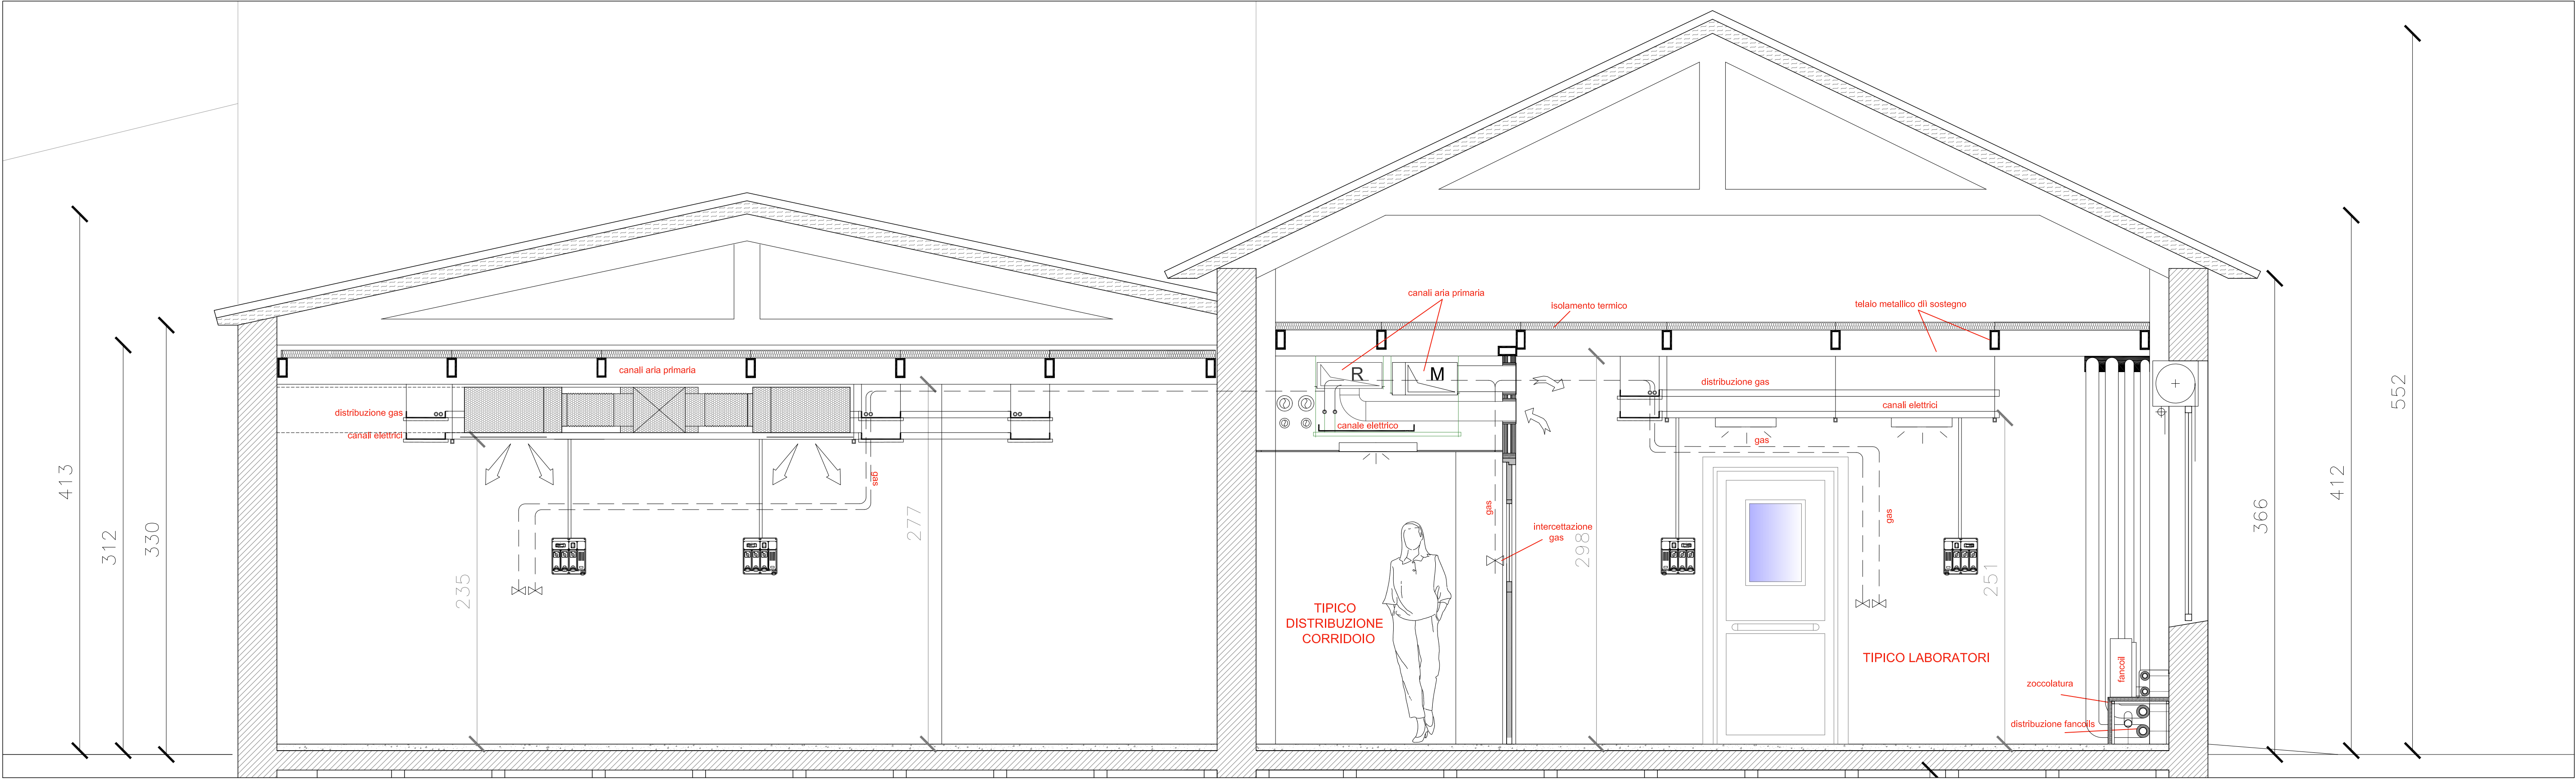 413
312
330
canali aria primaria
distribuzione gas
canali elettrici
gas
235
277
canali aria primaria
isolamento termico
telaio metallico dii sostegno
R
M
canale elettrico
distribuzione gas
canali elettrici
gas
gas
intercettazione
gas
298
gas
251
TIPICO
DISTRIBUZIONE
CORRIDOIO
TIPICO LABORATORI
fancoil
zoccolatura
distribuzione fancoils
366
412
552